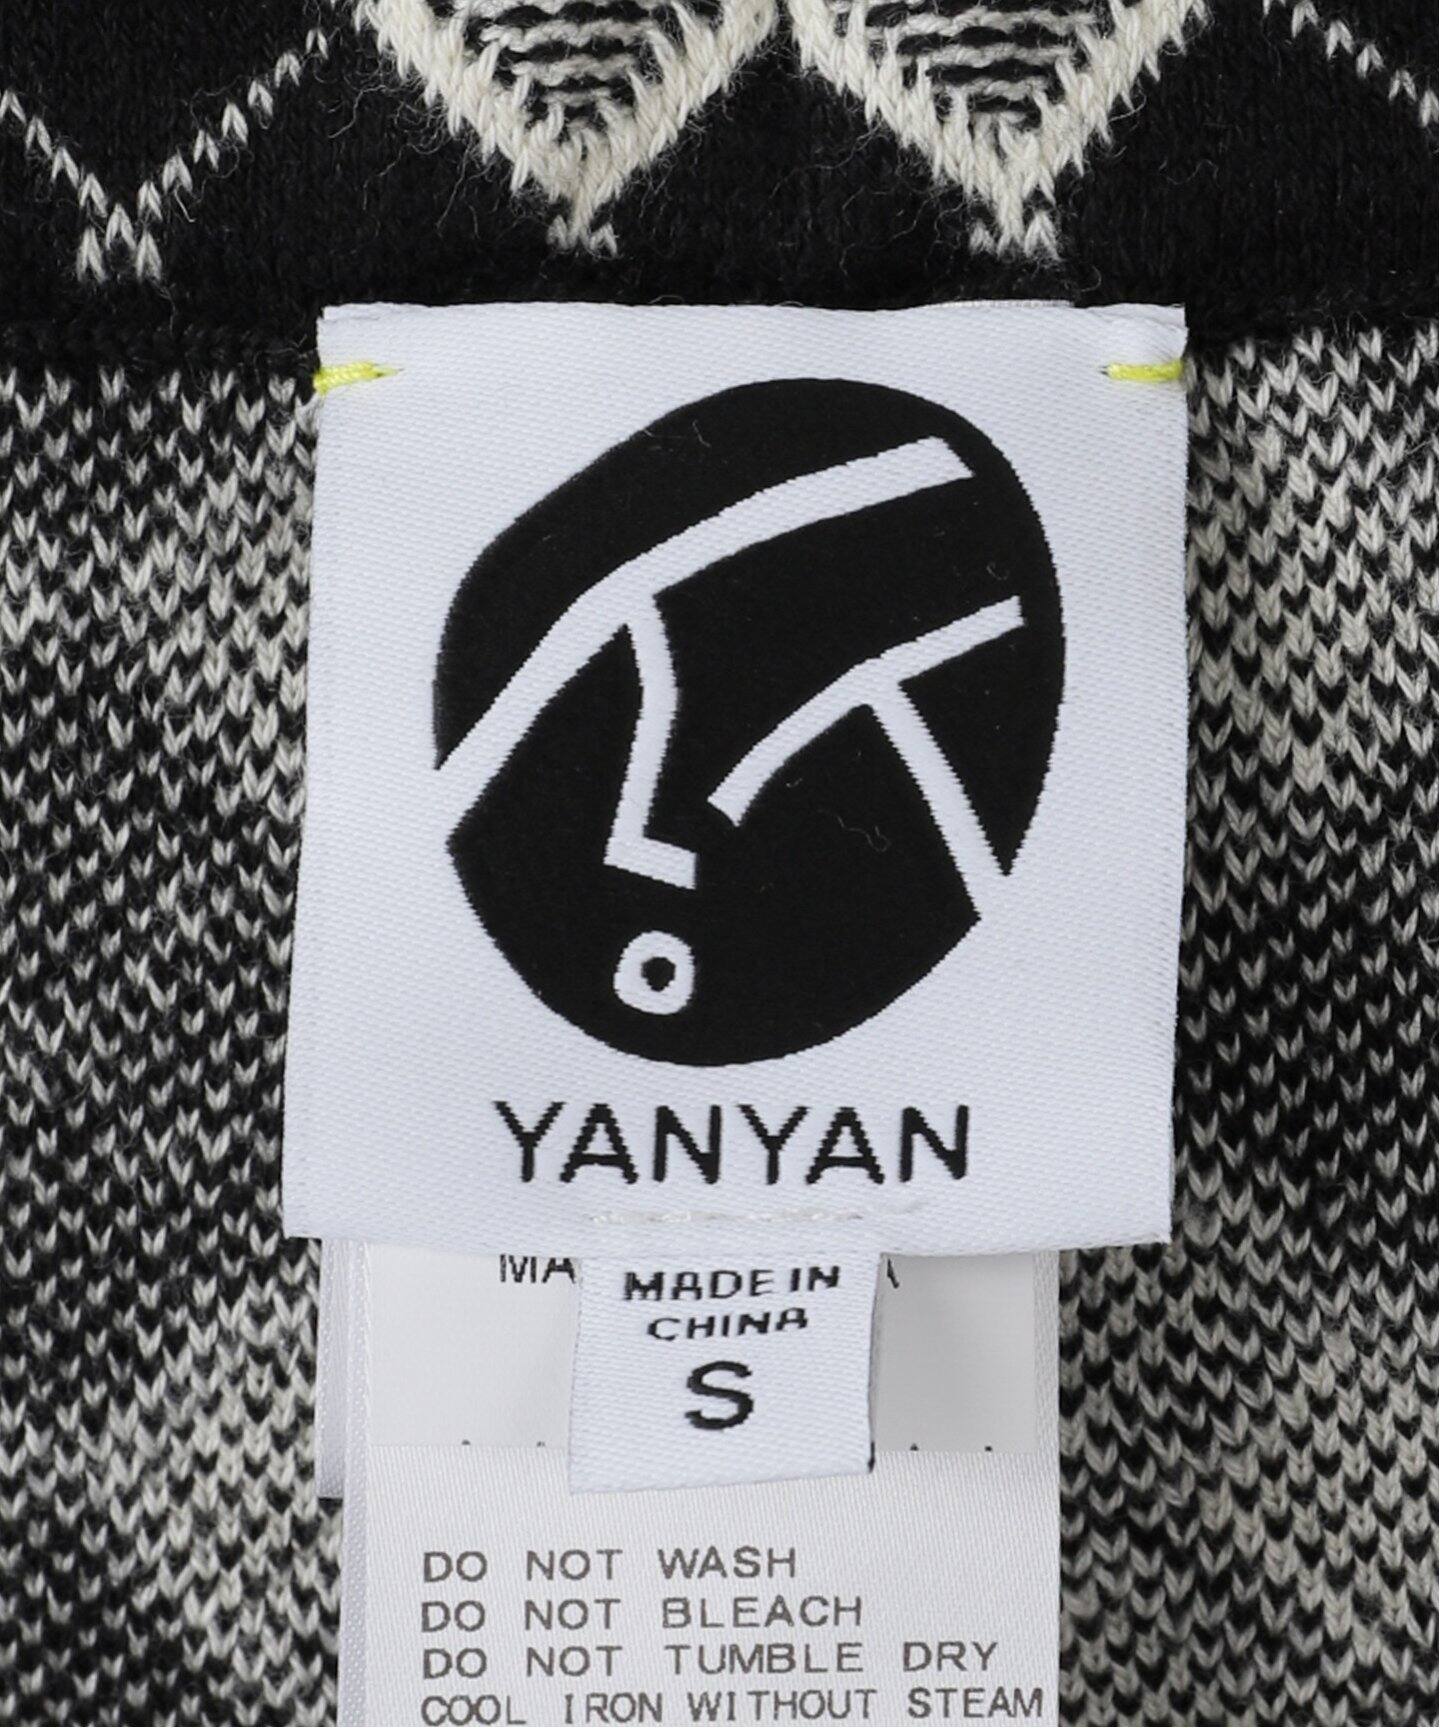 YANYAN
MADE IN
CHINA
S
DO NOT WASH
DO NOT BLEACH
DO NOT TUMBLE DRY
COOL IRON WITHOUT STEAM